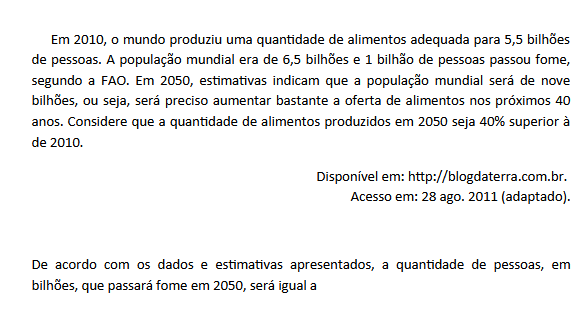 Em 2010, o mundo produziu uma quantidade de alimentos adequada para 5,5 bilhões
de pessoas. A população mundial era de 6,5 bilhões e 1 bilhão de pessoas passou fome,
segundo a FAO. Em 2050, estimativas indicam que a população mundial será de nove
bilhões, ou seja, será preciso aumentar bastante a oferta de alimentos nos próximos 40
anos. Considere que a quantidade de alimentos produzidos em 2050 seja 40% superior à
de 2010.
Disponível em: http://blogdaterra.com.br.
Acesso em: 28 ago. 2011 (adaptado).
De acordo com os dados e estimativas apresentados, a quantidade de pessoas, em
bilhões, que passará fome em 2050, será igual a